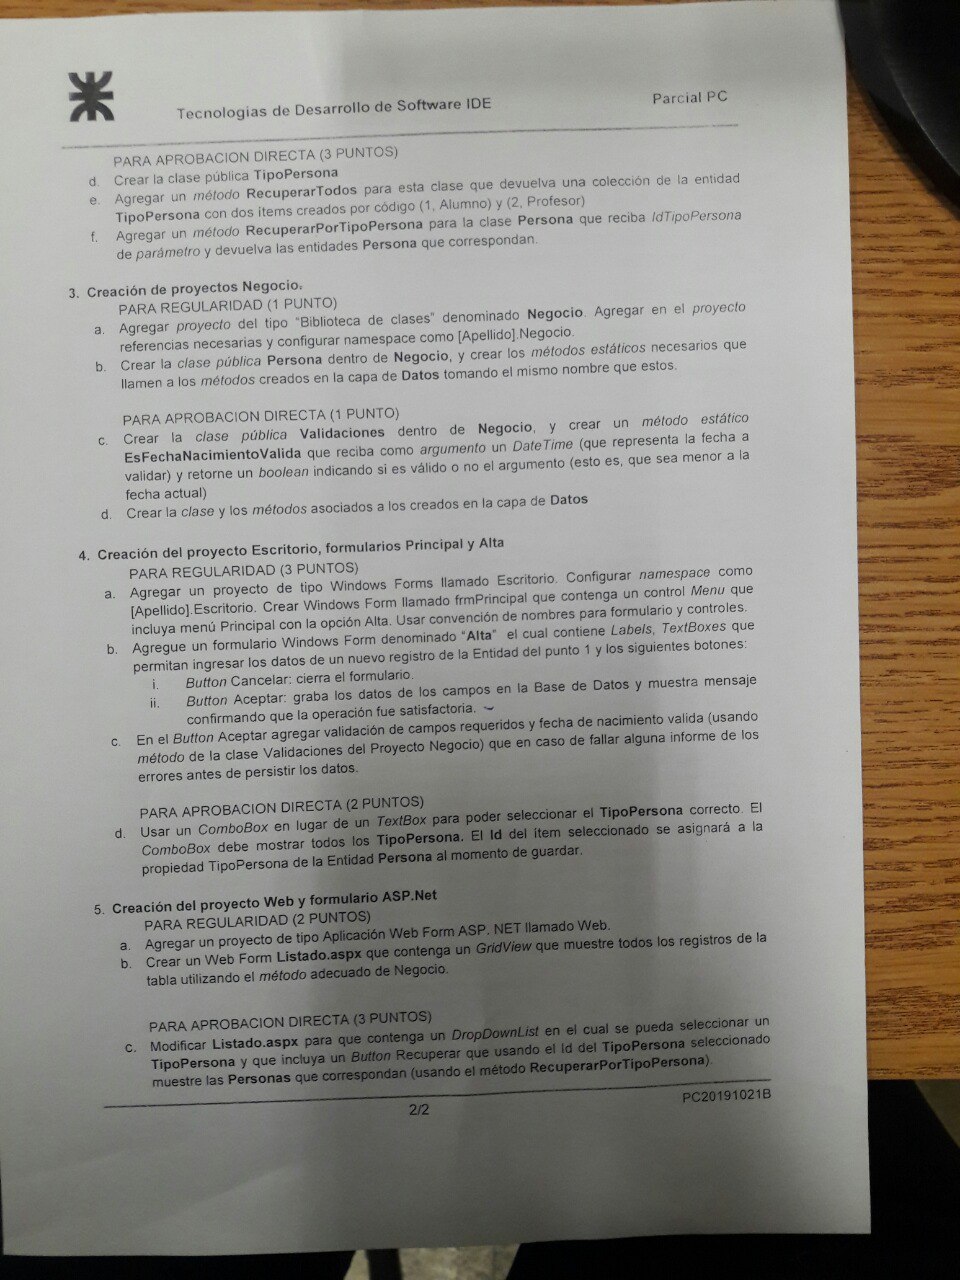 Tecnologías de Desarrollo de Software IDE
Parcial PC
PARA APROBACION DIRECTA (3 PUNTOS)
d. Crear la clase pública TipoPersona
e. Agregar un método RecuperarTodos para esta clase que devuelva una colección de la entidad
TipoPersona con dos items creados por código (1, Alumno) y (2, Profesor)
f. Agregar un método RecuperarPorTipoPersona para la clase Persona que reciba IdTipoPersona
de parámetro y devuelva las entidades Persona que correspondan.
3. Creación de proyectos Negocio.
PARA REGULARIDAD (1 PUNTO)
a. Agregar proyecto del tipo "Biblioteca de clases" denominado Negocio. Agregar en el proyecto
referencias necesarias y configurar namespace como [Apellido].Negocio.
b. Crear la clase pública Persona dentro de Negocio, y crear los métodos estáticos necesarios que
llamen a los métodos creados en la capa de Datos tomando el mismo nombre que estos.
PARA APROBACION DIRECTA (1 PUNTO)
c. Crear la clase pública Validaciones dentro de Negocio, y crear un método estático
EsFechaNacimientoValida que reciba como argumento un DateTime (que representa la fecha a
validar) y retorne un boolean indicando si es válido o no el argumento (esto es, que sea menor a la
fecha actual)
d. Crear la clase y los métodos asociados a los creados en la capa de Datos
4. Creación del proyecto Escritorio, formularios Principal y Alta
PARA REGULARIDAD (3 PUNTOS)
a. Agregar un proyecto de tipo Windows Forms llamado Escritorio. Configurar namespace como
[Apellido].Escritorio. Crear Windows Form llamado frmPrincipal que contenga un control Menu que
incluya menú Principal con la opción Alta. Usar convención de nombres para formulario y controles.
b. Agregue un formulario Windows Form denominado "Alta" el cual contiene Labels, TextBoxes que
permitan ingresar los datos de un nuevo registro de la Entidad del punto 1 y los siguientes botones:
i. Button Cancelar: cierra el formulario.
ii. Button Aceptar: graba los datos de los campos en la Base de Datos y muestra mensaje
confirmando que la operación fue satisfactoria.
c. En el Button Aceptar agregar validación de campos requeridos y fecha de nacimiento valida (usando
método de la clase Validaciones del Proyecto Negocio) que en caso de fallar alguna informe de los
errores antes de persistir los datos.
PARA APROBACION DIRECTA (2 PUNTOS)
d. Usar un ComboBox en lugar de un TextBox para poder seleccionar el TipoPersona correcto. El
ComboBox debe mostrar todos los TipoPersona. El Id del item seleccionado se asignará a la
propiedad TipoPersona de la Entidad Persona al momento de guardar.
5. Creación del proyecto Web y formulario ASP.Net
PARA REGULARIDAD (2 PUNTOS)
a. Agregar un proyecto de tipo Aplicación Web Form ASP. NET llamado Web.
b. Crear un Web Form Listado.aspx que contenga un GridView que muestre todos los registros de la
tabla utilizando el método adecuado de Negocio.
PARA APROBACION DIRECTA (3 PUNTOS)
c. Modificar Listado.aspx para que contenga un DropDownList en el cual se pueda seleccionar un
TipoPersona y que incluya un Button Recuperar que usando el Id del TipoPersona seleccionado
muestre las Personas que correspondan (usando el método RecuperarPorTipoPersona).
2/2
PC20191021B